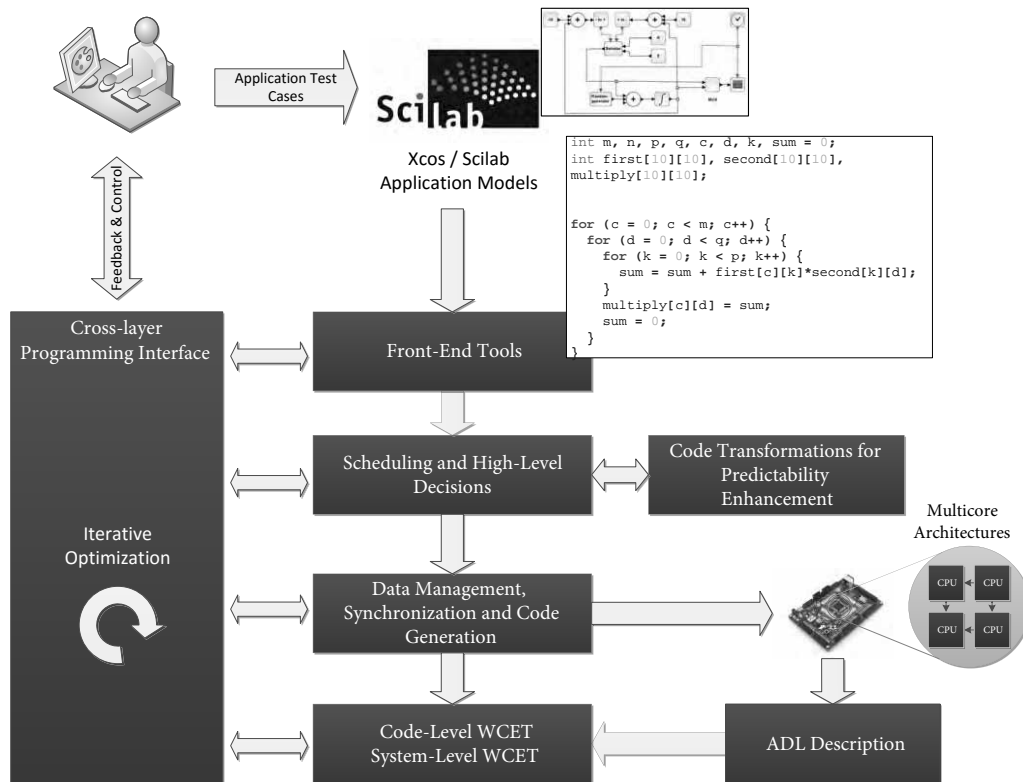 Application Test
Cases
Scilab
Xcos / Scilab
Application Models
int m, n, p, q, c, d, k, sum = 0;
int first[10][10], second[10][10],
multiply[10][10];
for (c = 0; c < m; c++) {
for (d = 0; d < q; d++) {
for (k = 0; k < p; k++) {
sum = sum + first[c][k]*second[k][d];
}
multiply[c][d] = sum;
sum = 0;
}
}
Feedback & Control
Cross-layer
Programming Interface
Iterative
Optimization
Front-End Tools
Scheduling and High-Level
Decisions
Code Transformations for
Predictability
Enhancement
Data Management,
Synchronization and Code
Generation
Multicore
Architectures
CPU CPU
CPU CPU
Code-Level WCET
System-Level WCET
ADL Description